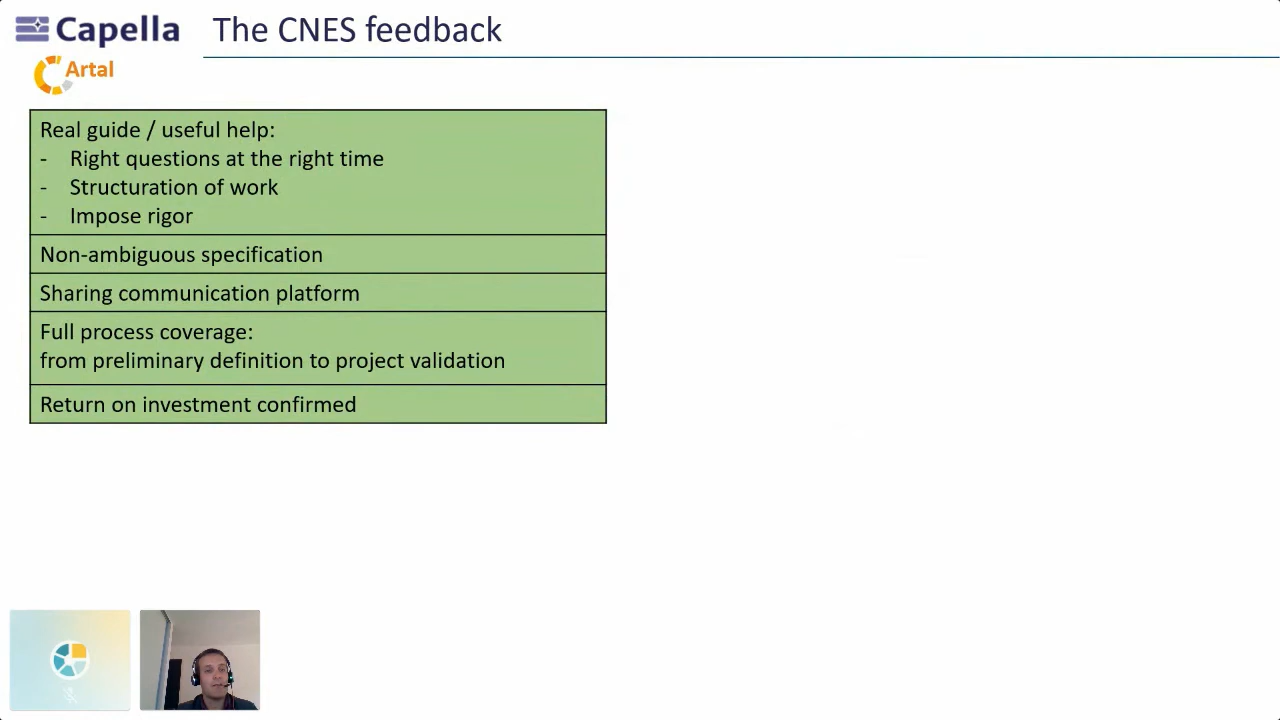 Capella
The CNES feedback
Artal
Real guide / useful help:
- Right questions at the right time
- Structuration of work
- Impose rigor
Non-ambiguous specification
Sharing communication platform
Full process coverage:
from preliminary definition to project validation
Return on investment confirmed